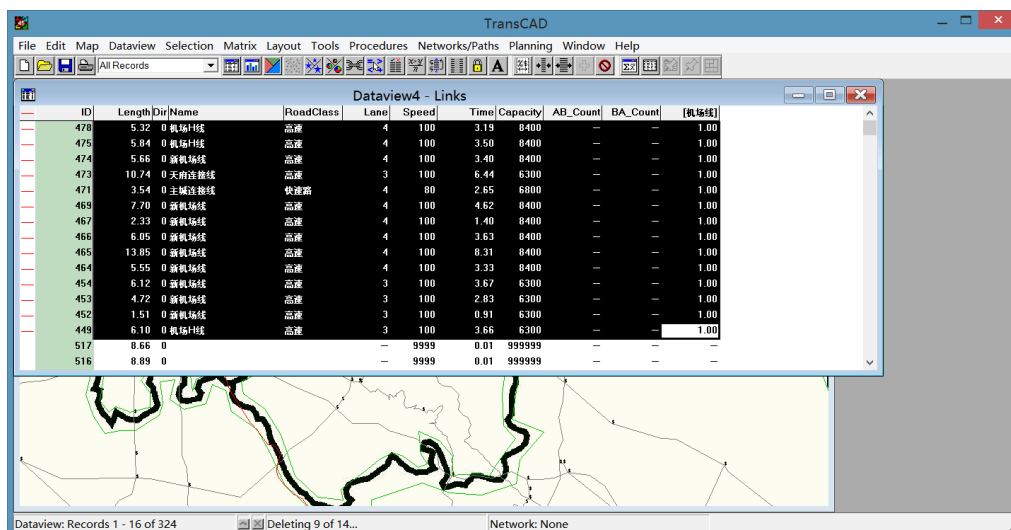 TransCAD
File Edit Map Dataview Selection Matrix Layout Tools Procedures Networks/Paths Planning Window Help
All Records
Dataview4 - Links
ID Length Dir Name RoadClass Lane Speed Time Capacity AB_Count BA_Count [机场线]
478 5.32 0 机场H线 高速 4 100 3.19 8400 -- -- 1.00
475 5.84 0 机场H线 高速 4 100 3.50 8400 -- -- 1.00
474 5.66 0 新机场线 高速 4 100 3.40 8400 -- -- 1.00
473 10.74 0 天府连接线 高速 3 100 6.44 6300 -- -- 1.00
471 3.54 0 主城连接线 快速路 4 80 2.65 6800 -- -- 1.00
469 7.70 0 新机场线 高速 4 100 4.62 8400 -- -- 1.00
467 2.33 0 新机场线 高速 4 100 1.40 8400 -- -- 1.00
466 6.05 0 新机场线 高速 4 100 3.63 8400 -- -- 1.00
465 13.85 0 新机场线 高速 4 100 8.31 8400 -- -- 1.00
464 5.55 0 新机场线 高速 4 100 3.33 8400 -- -- 1.00
454 6.12 0 新机场线 高速 3 100 3.67 6300 -- -- 1.00
453 4.72 0 新机场线 高速 3 100 2.83 6300 -- -- 1.00
452 1.51 0 新机场线 高速 3 100 0.91 6300 -- -- 1.00
449 6.10 0 机场H线 高速 3 100 3.66 6300 -- -- 1.00
517 8.66 0 -- 9999 0.01 999999 -- -- --
516 8.89 0 -- 9999 0.01 999999 -- -- --
Dataview: Records 1 - 16 of 324 Deleting 9 of 14... Network: None